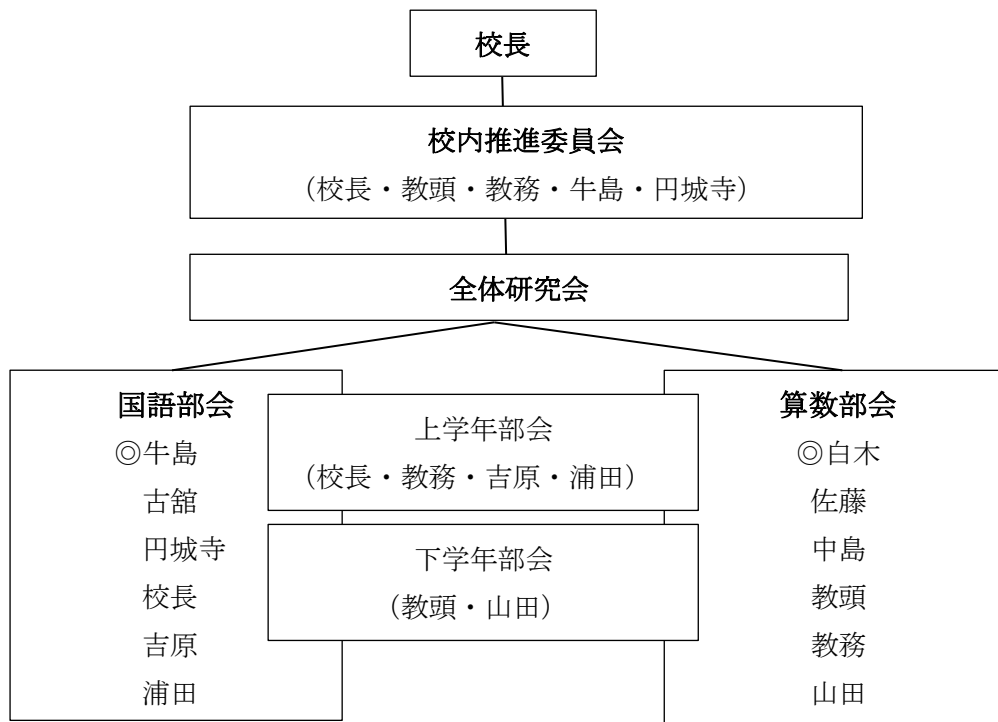 校長
校内推進委員会
（校長・教頭・教務・牛島・円城寺）
全体研究会
国語部会
◎牛島
古舘
円城寺
校長
吉原
浦田
上学年部会
（校長・教務・吉原・浦田）
下学年部会
（教頭・山田）
算数部会
◎白木
佐藤
中島
教頭
教務
山田